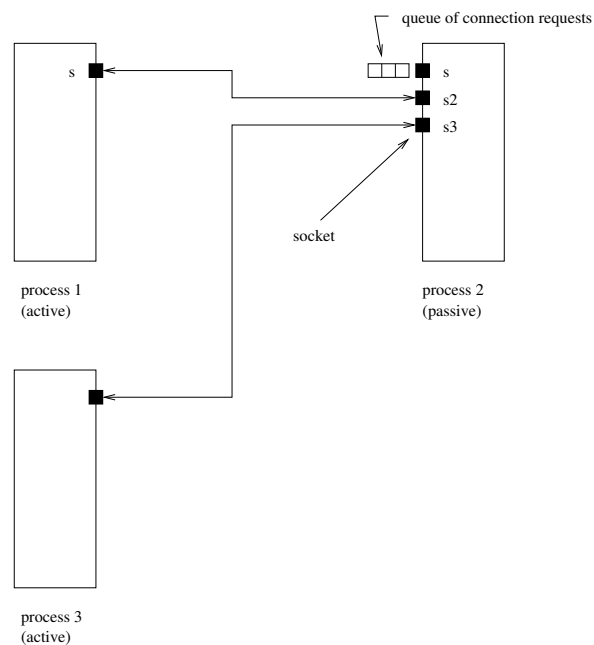 queue of connection requests
s
s
s2
s3
socket
process 1
(active)
process 2
(passive)
process 3
(active)